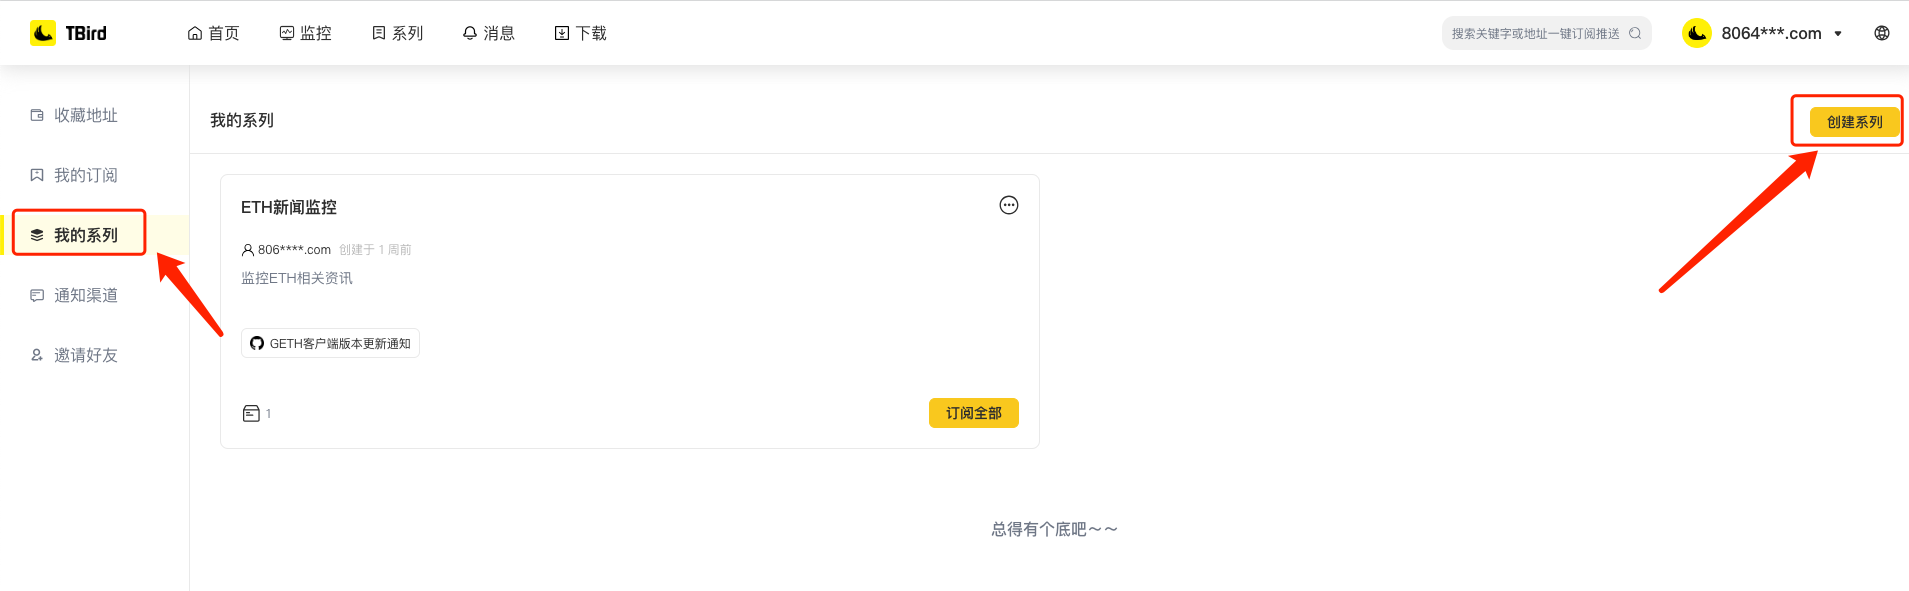 TBird 首页 监控 系列 消息 下载 搜索关键字或地址一键订阅推送 8064***.com
收藏地址
我的订阅
我的系列
通知渠道
邀请好友
我的系列 创建系列
ETH新闻监控
806****.com 创建于 1 周前
监控ETH相关资讯
GETH客户端版本更新通知
1 订阅全部
总得有个底吧～～